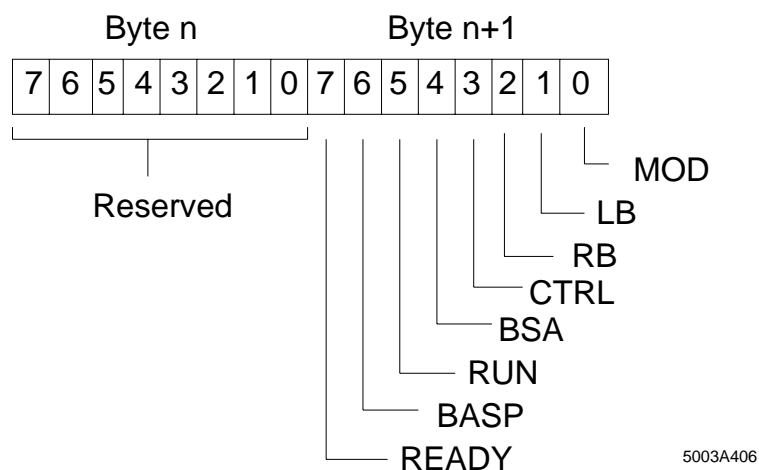 Byte n Byte n+1
7 6 5 4 3 2 1 0 7 6 5 4 3 2 1 0
MOD
Reserved
LB
RB
CTRL
BSA
RUN
BASP
READY
5003A406